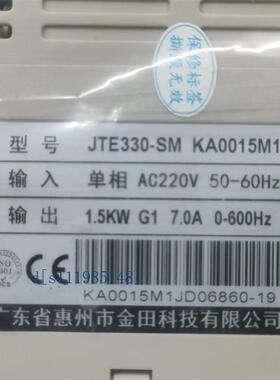 保修标签
撕毁无效
型 号 JTE330-SM KA0015M1
输 入 单相 AC220V 50-60Hz
输 出 1.5KW G1 7.0A 0-600Hz
ISO
9001
CE
KA0015M1JD06860-19
广东省惠州市金田科技有限公司